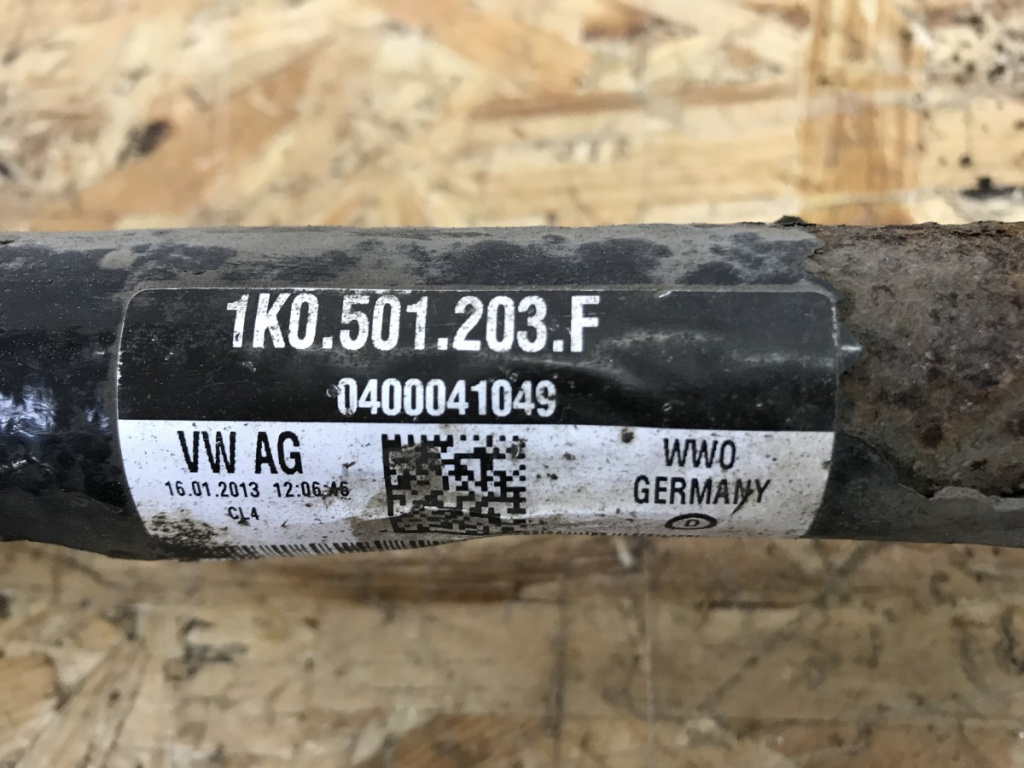 1K0.501.203.F
0400041049
VW AG
16.01.2013 12:06:46
CL4
WWO
GERMANY
D